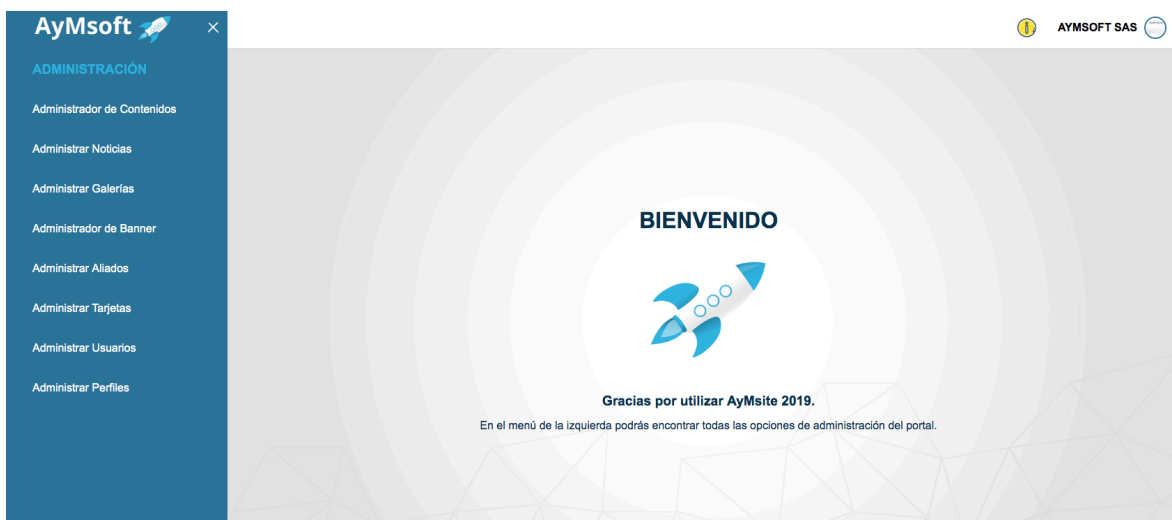 AyMsoft
AYMSOFT SAS
ADMINISTRACIÓN
Administrador de Contenidos
Administrar Noticias
Administrar Galerías
Administrador de Banner
Administrar Aliados
Administrar Tarjetas
Administrar Usuarios
Administrar Perfiles
BIENVENIDO
Gracias por utilizar AyMsite 2019.
En el menú de la izquierda podrás encontrar todas las opciones de administración del portal.